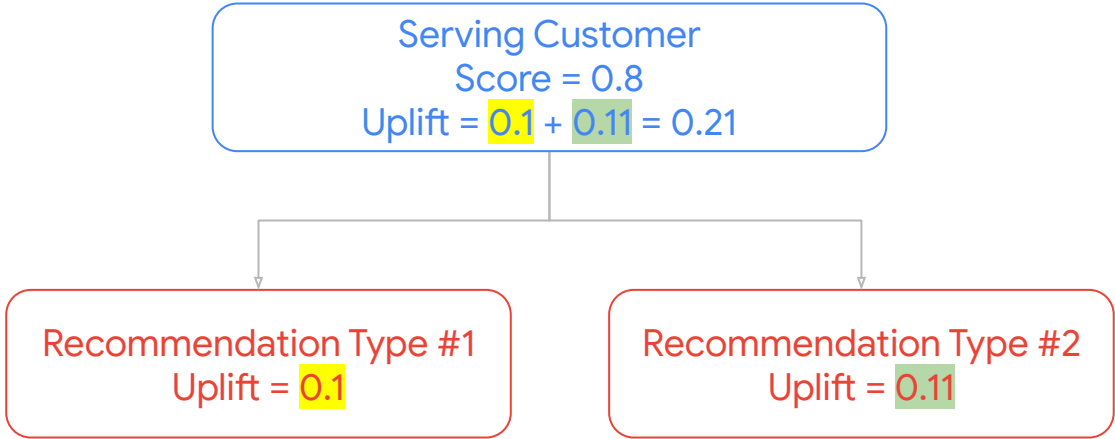 Serving Customer
Score = 0.8
Uplift = 0.1 + 0.11 = 0.21
Recommendation Type #1
Uplift = 0.1
Recommendation Type #2
Uplift = 0.11